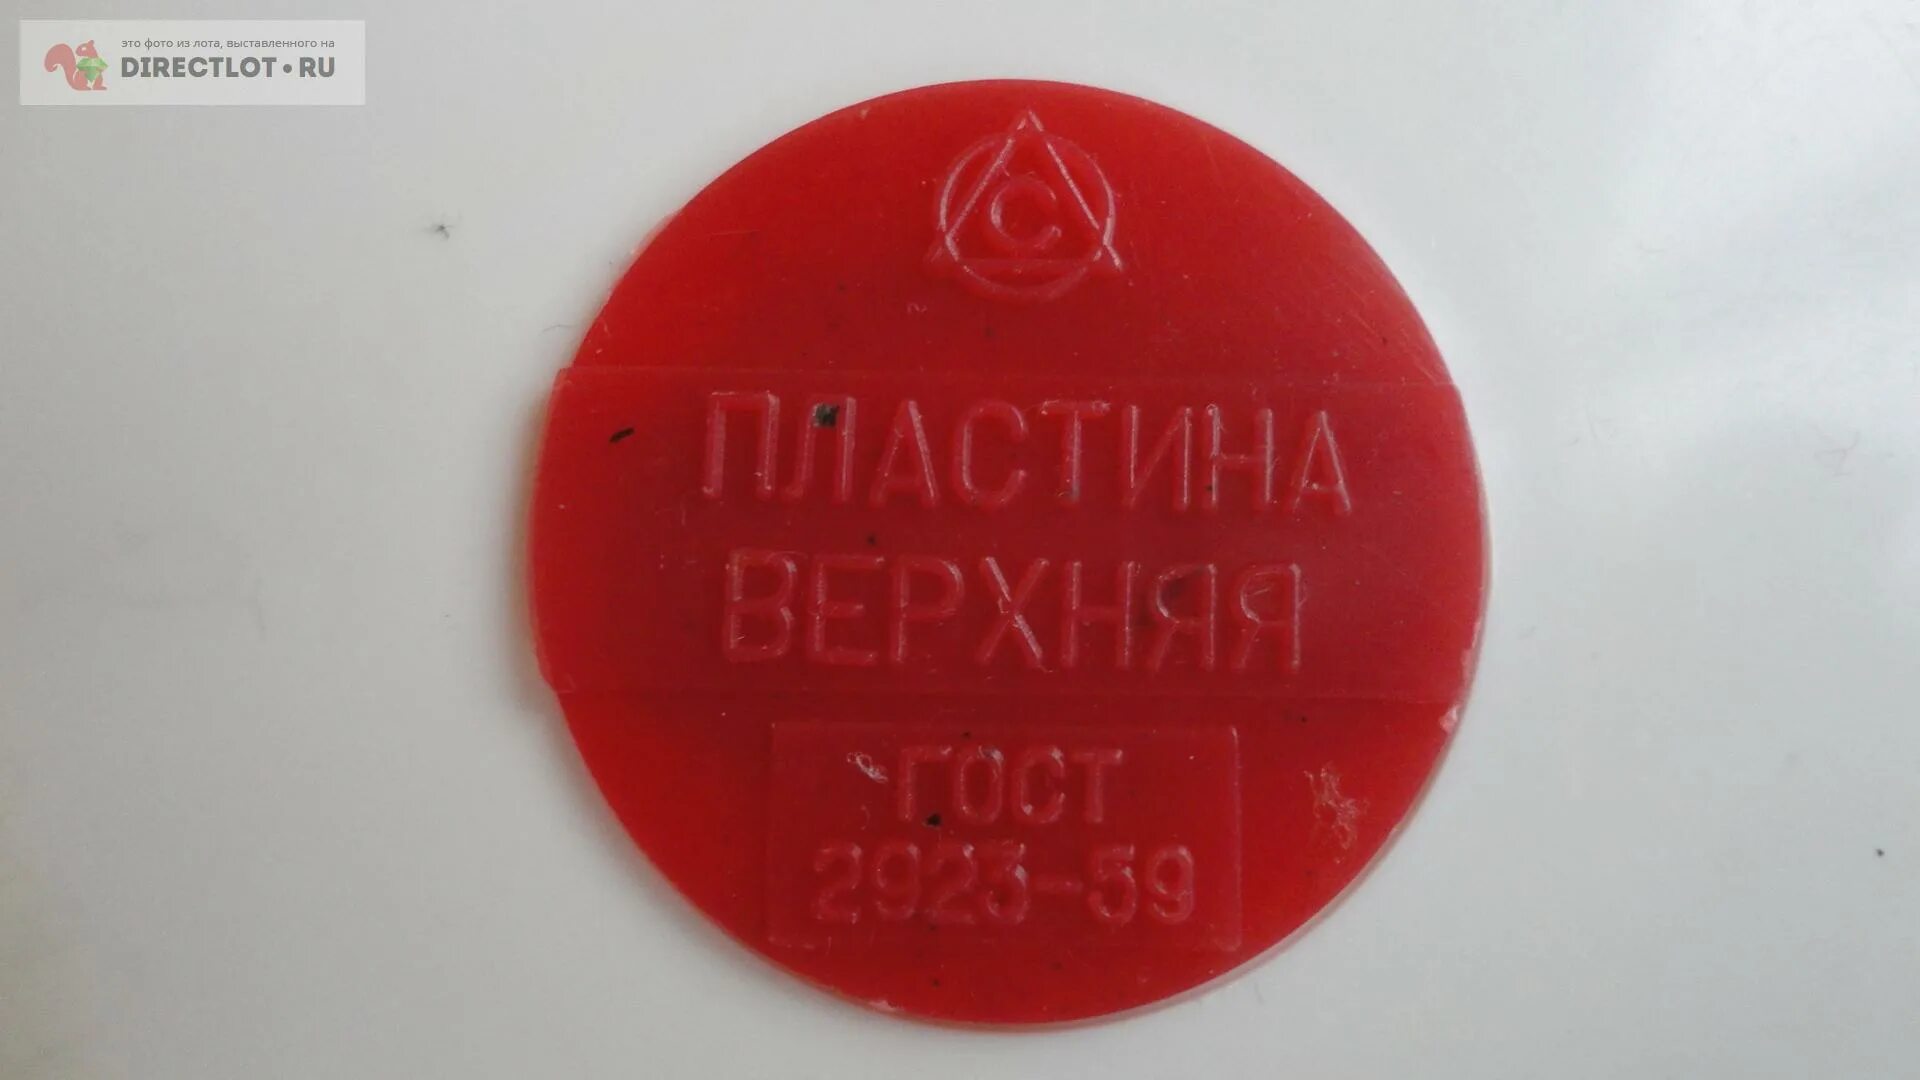 это фото из лота, выставленного на
DIRECTLOT•RU
С
ПЛАСТИНА
ВЕРХНЯЯ
ГОСТ
2923-59